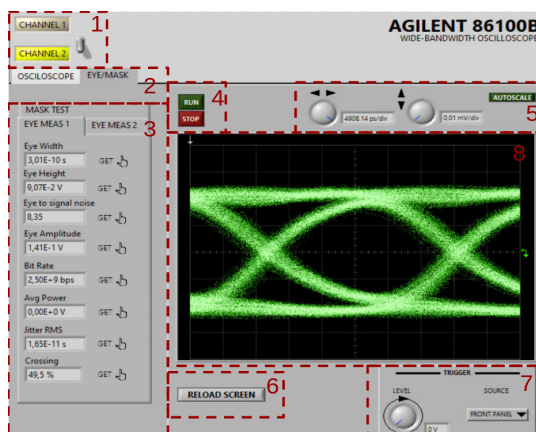 CHANNEL 1
1
AGILENT 86100B
WIDE-BANDWIDTH OSCILLOSCOPE
CHANNEL 2
OSCILOSCOPE EYE/MASK
2
RUN
STOP
4
4908,14 ps/div
0,01 mV/div
AUTOSCALE
5
MASK TEST
EYE MEAS 1 EYE MEAS 2
3
8
Eye Width
3,01E-10 s GET
Eye Height
9,07E-2 V GET
Eye to signal noise
8,35 GET
Eye Amplitude
1,41E-1 V GET
Bit Rate
2,50E+9 bps GET
Avg Power
0,00E+0 V GET
Jitter RMS
1,65E-11 s GET
Crossing
49,5 % GET
RELOAD SCREEN
6
TRIGGER
7
LEVEL SOURCE
FRONT PANEL
0 V